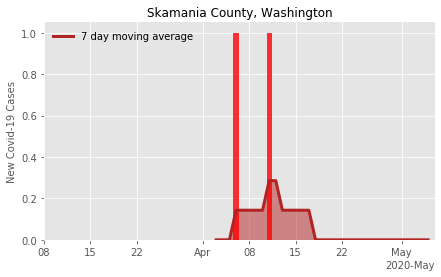 Skamania County, Washington
7 day moving average
New Covid-19 Cases
1.0
0.8
0.6
0.4
0.2
0.0
08 15 22 Apr 08 15 22 May
2020-May